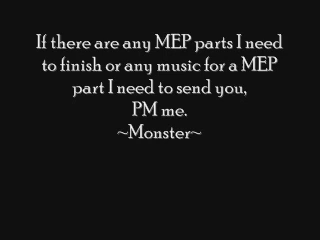 If there are any MEP parts I need
to finish or any music for a MEP
part I need to send you,
PM me.
~Monster~